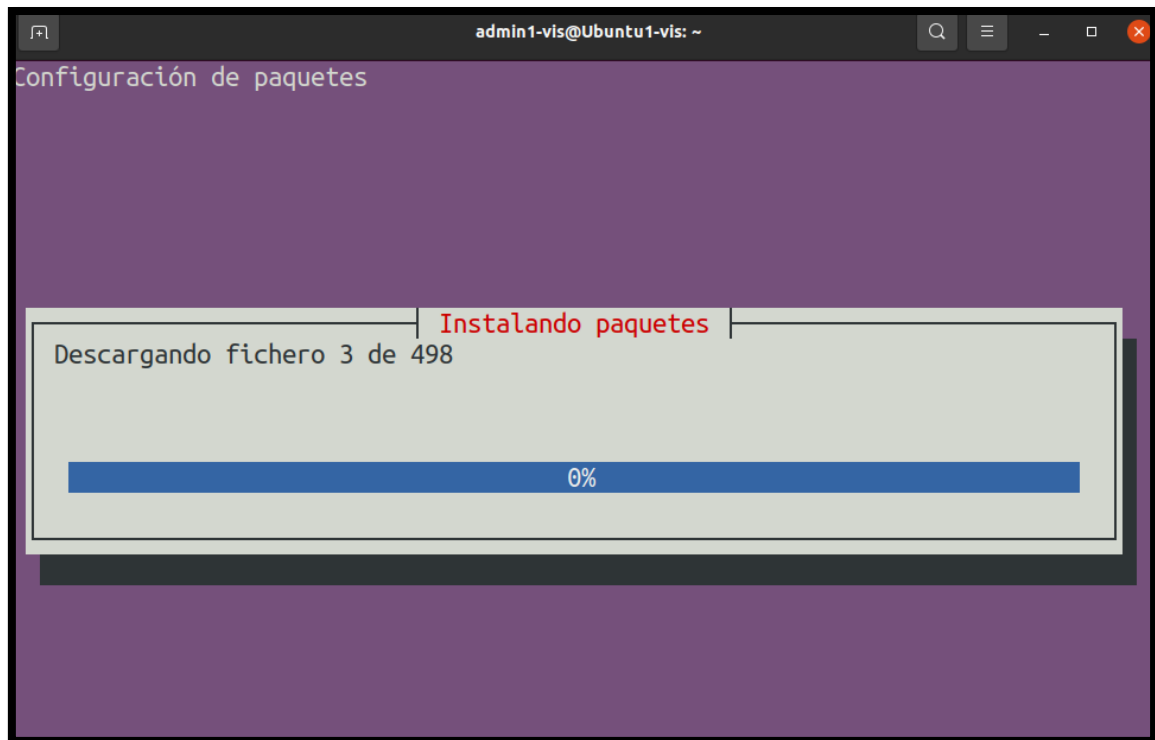 admin1-vis@Ubuntu1-vis: ~
Configuración de paquetes
Instalando paquetes
Descargando fichero 3 de 498
0%